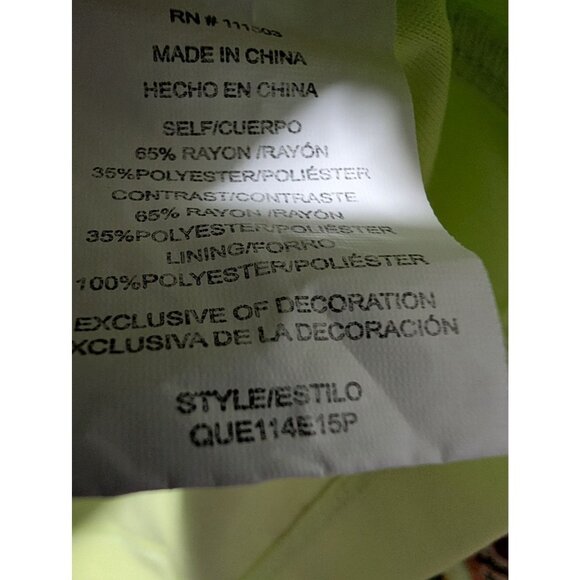 RN #
MADE IN CHINA
HECHO EN CHINA
SELF/CUERPO
65% RAYON /RAYÓN
35%POLYESTER/POLIÉSTER
CONTRAST/CONTRASTE
65% RAYON /RAYÓN
35%POLYESTER/POLIÉSTER
LINING/FORRO
100%POLYESTER/POLIÉSTER
EXCLUSIVE OF DECORATION
XCLUSIVA DE LA DECORACIÓN
STYLE/ESTILO
QUE114E15P